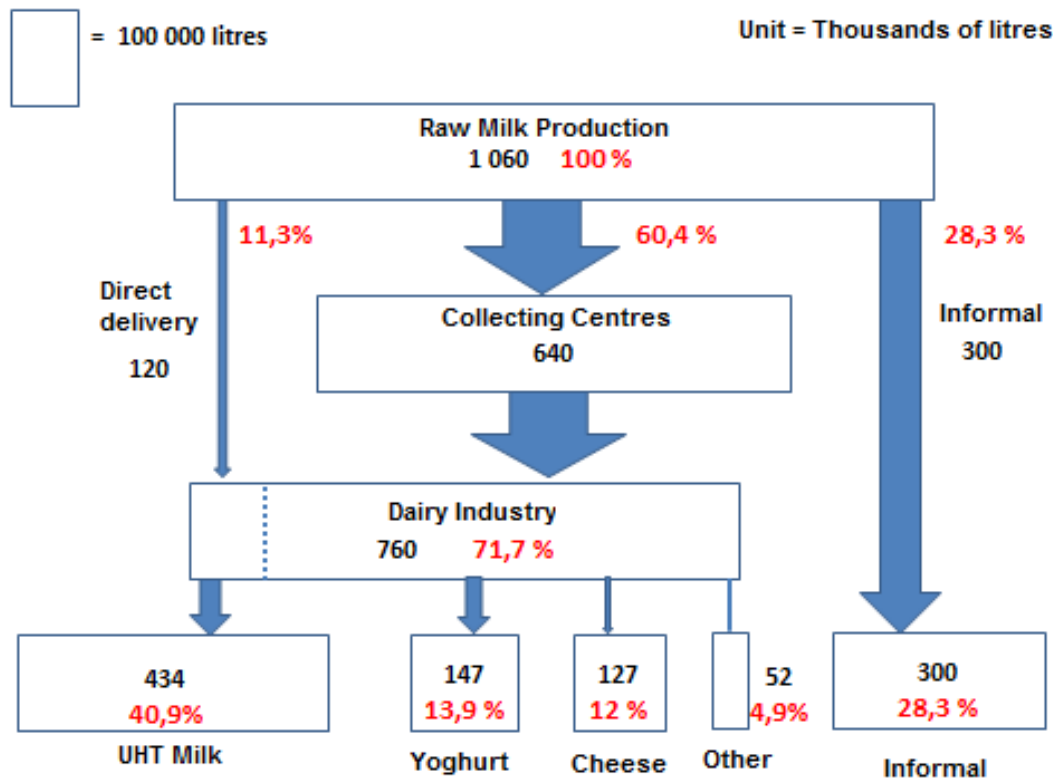 = 100 000 litres
Unit = Thousands of litres
Raw Milk Production
1 060 100 %
11,3%
60,4 %
28,3 %
Direct
delivery
120
Collecting Centres
640
Informal
300
Dairy Industry
760 71,7 %
434
40,9%
UHT Milk
147
13,9 %
Yoghurt
127
12 %
Cheese
52
4,9%
Other
300
28,3 %
Informal